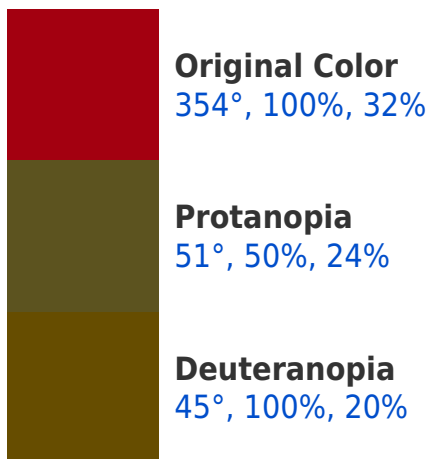 Original Color
354°, 100%, 32%
Protanopia
51°, 50%, 24%
Deuteranopia
45°, 100%, 20%